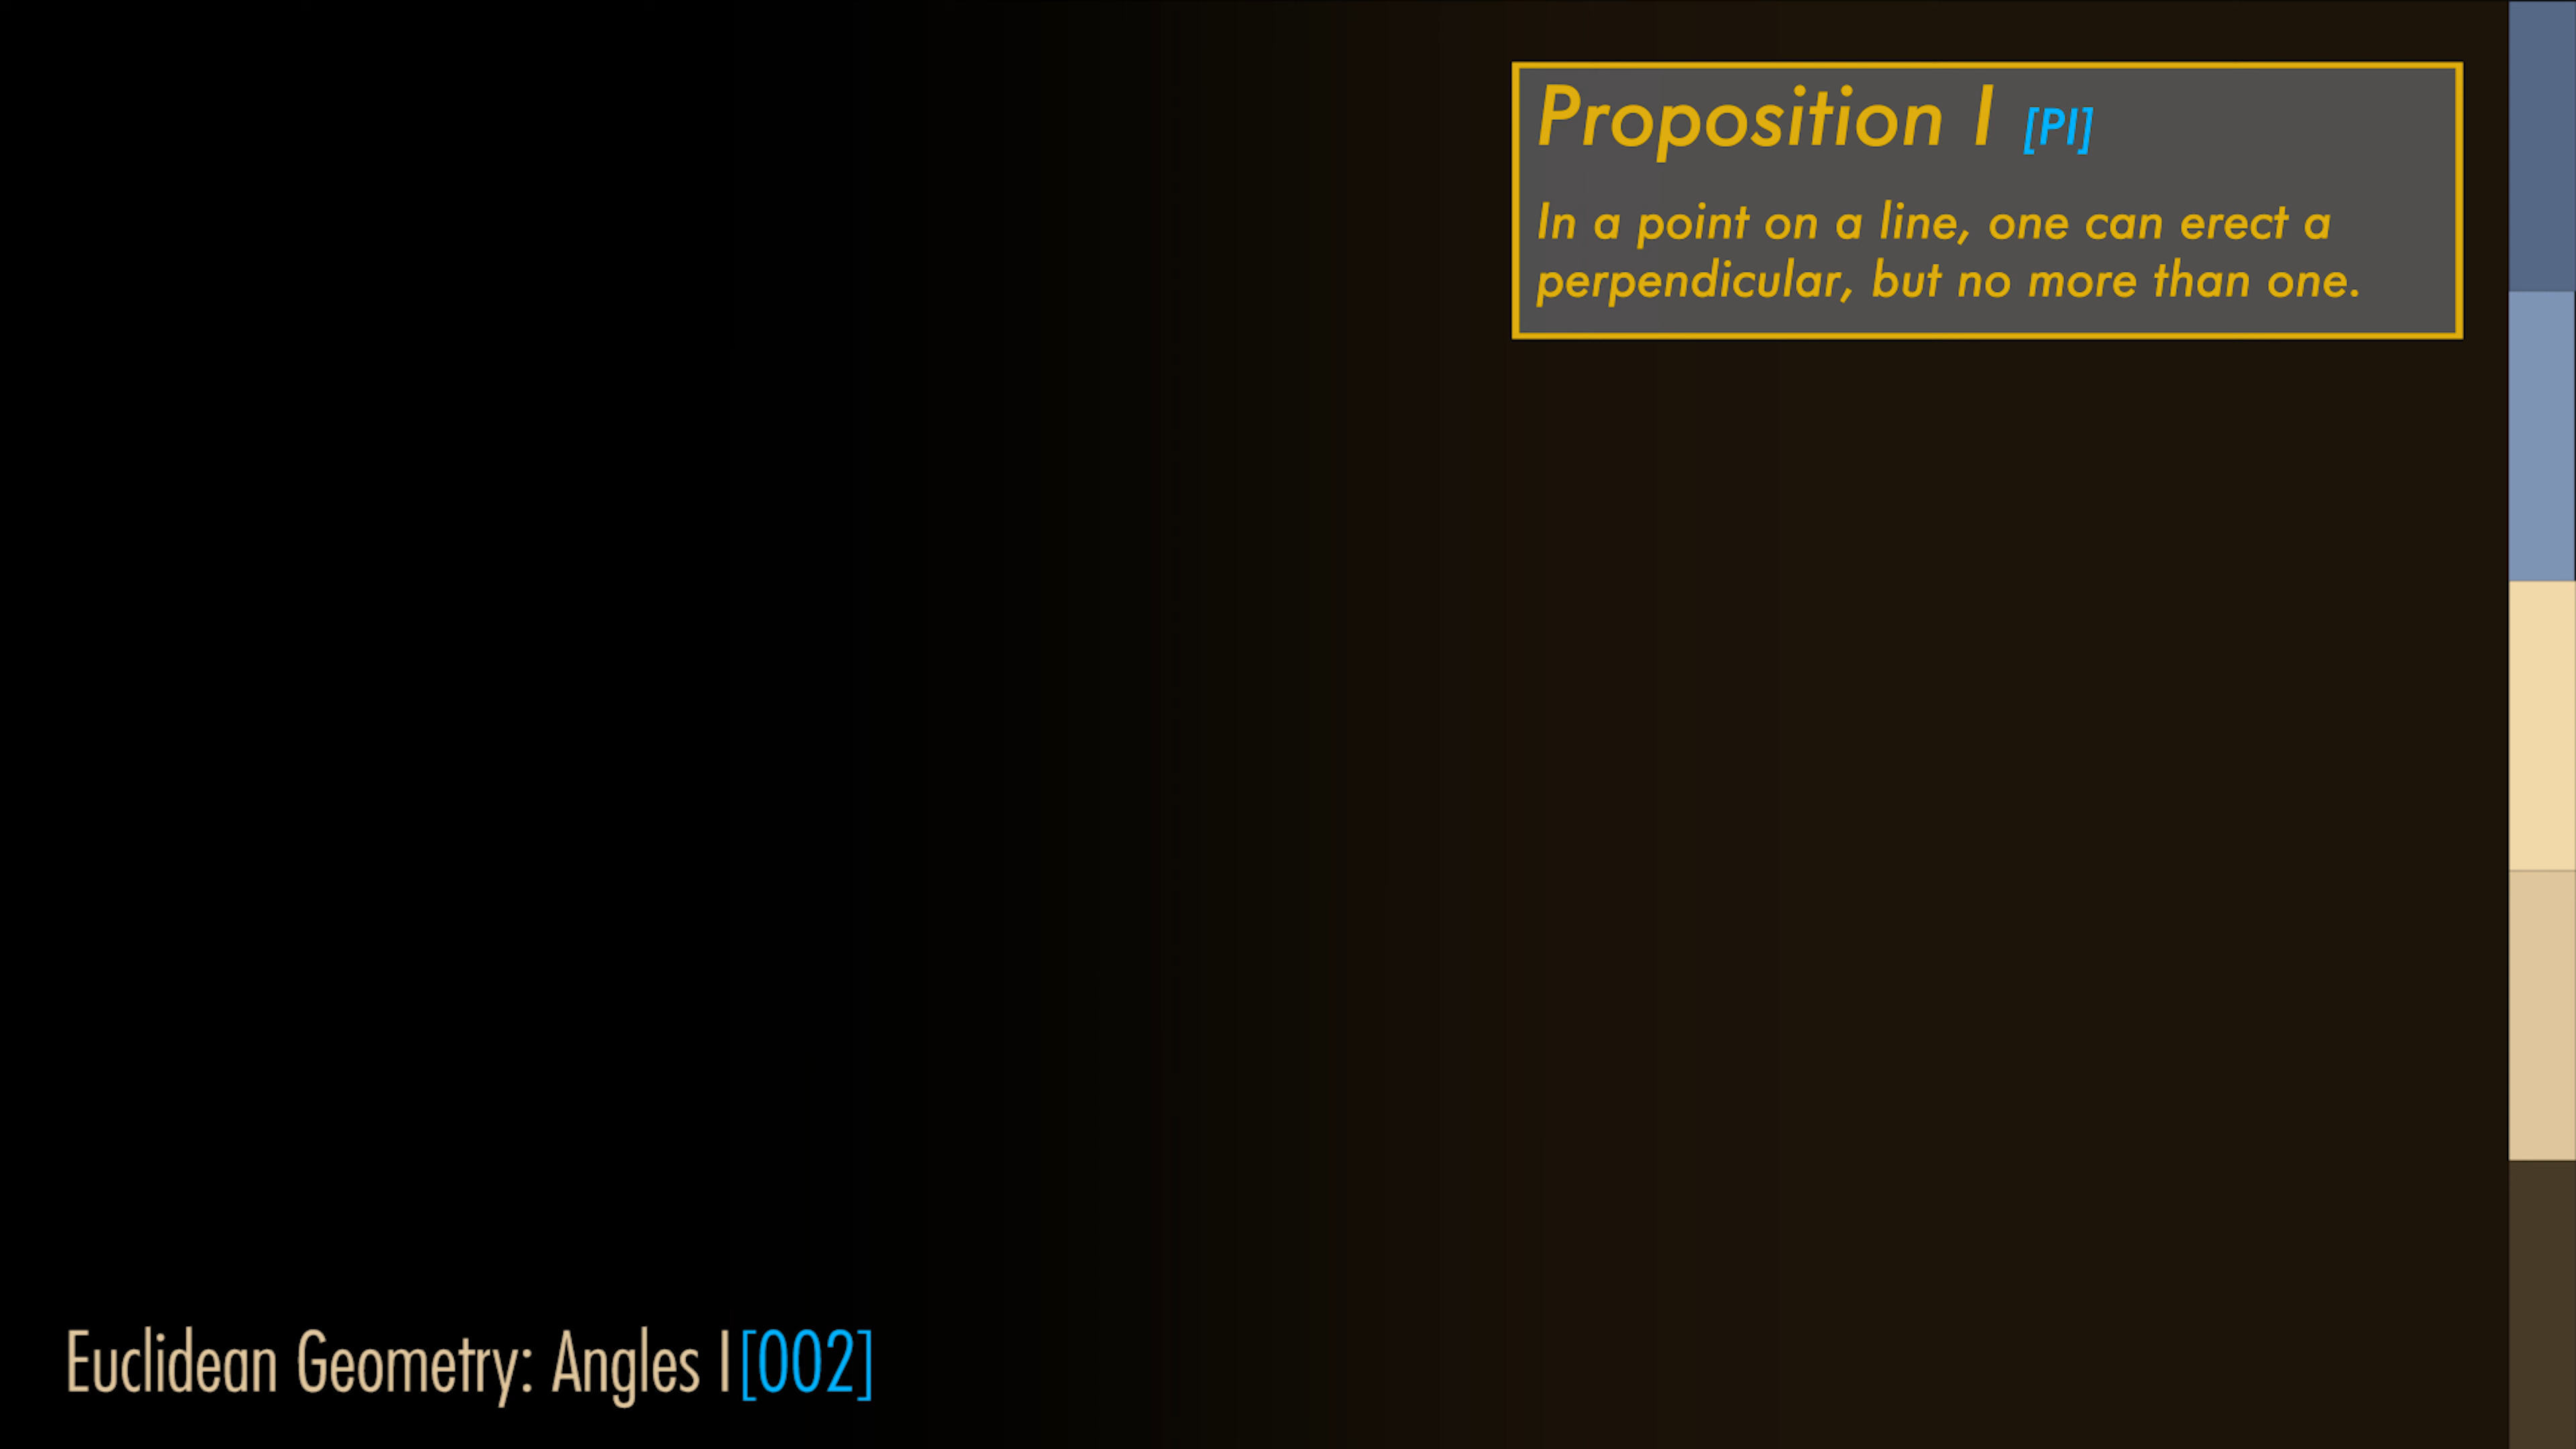 Proposition I [PI]
In a point on a line, one can erect a
perpendicular, but no more than one.
Euclidean Geometry: Angles I [002]